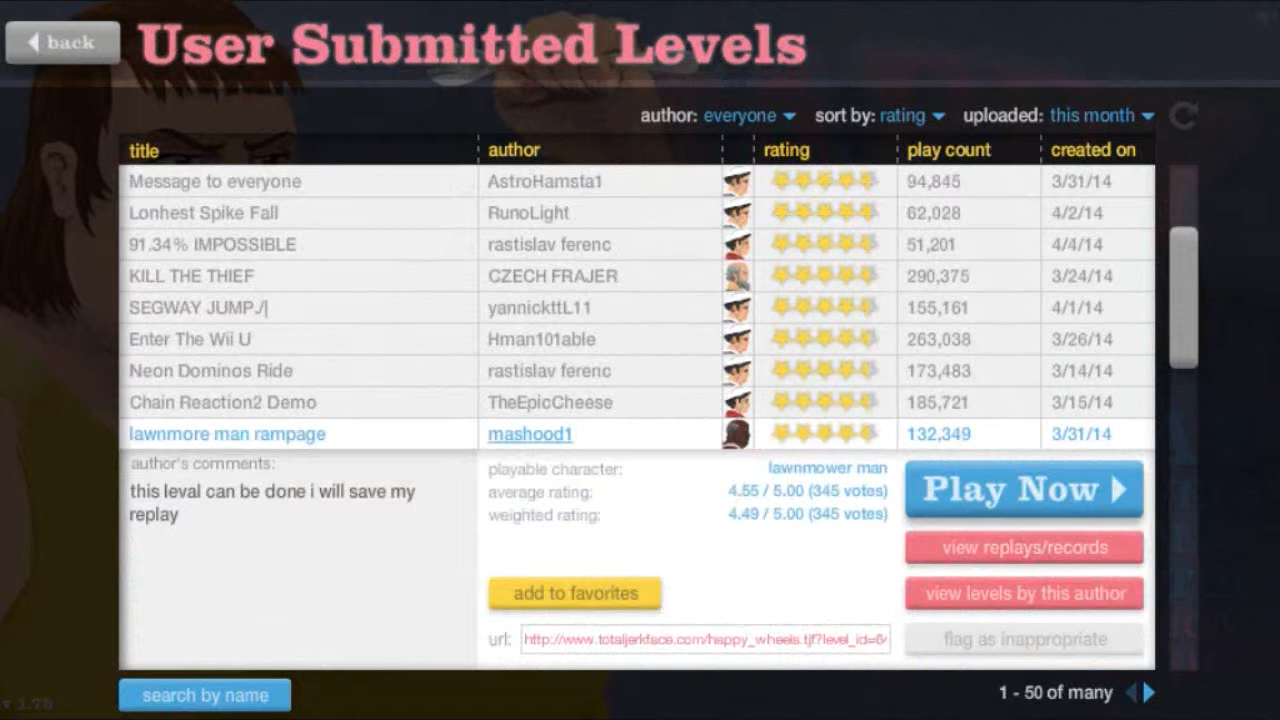 back
User Submitted Levels
author: everyone sort by: rating uploaded: this month
title author rating play count created on
Message to everyone AstroHamsta1 94,845 3/31/14
Lonhest Spike Fall RunoLight 62,028 4/2/14
91.34% IMPOSSIBLE rastislav ferenc 51,201 4/4/14
KILL THE THIEF CZECH FRAJER 290,375 3/24/14
SEGWAY JUMP./| yannickttL11 155,161 4/1/14
Enter The Wii U Hman101able 263,038 3/26/14
Neon Dominos Ride rastislav ferenc 173,483 3/14/14
Chain Reaction2 Demo TheEpicCheese 185,721 3/15/14
lawnmore man rampage mashood1 132,349 3/31/14
author's comments:
this leval can be done i will save my
replay
playable character: lawnmower man
average rating: 4.55 / 5.00 (345 votes)
weighted rating: 4.49 / 5.00 (345 votes)
Play Now
view replays/records
add to favorites
view levels by this author
url: http://www.totaljerkface.com/happy_wheels.tjf?level_id=6
flag as inappropriate
search by name
1 - 50 of many